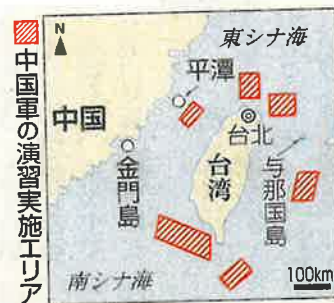 中国軍の演習実施エリア
N
東シナ海
平潭
中国
台北
金門島
台湾
与那国島
南シナ海
100km